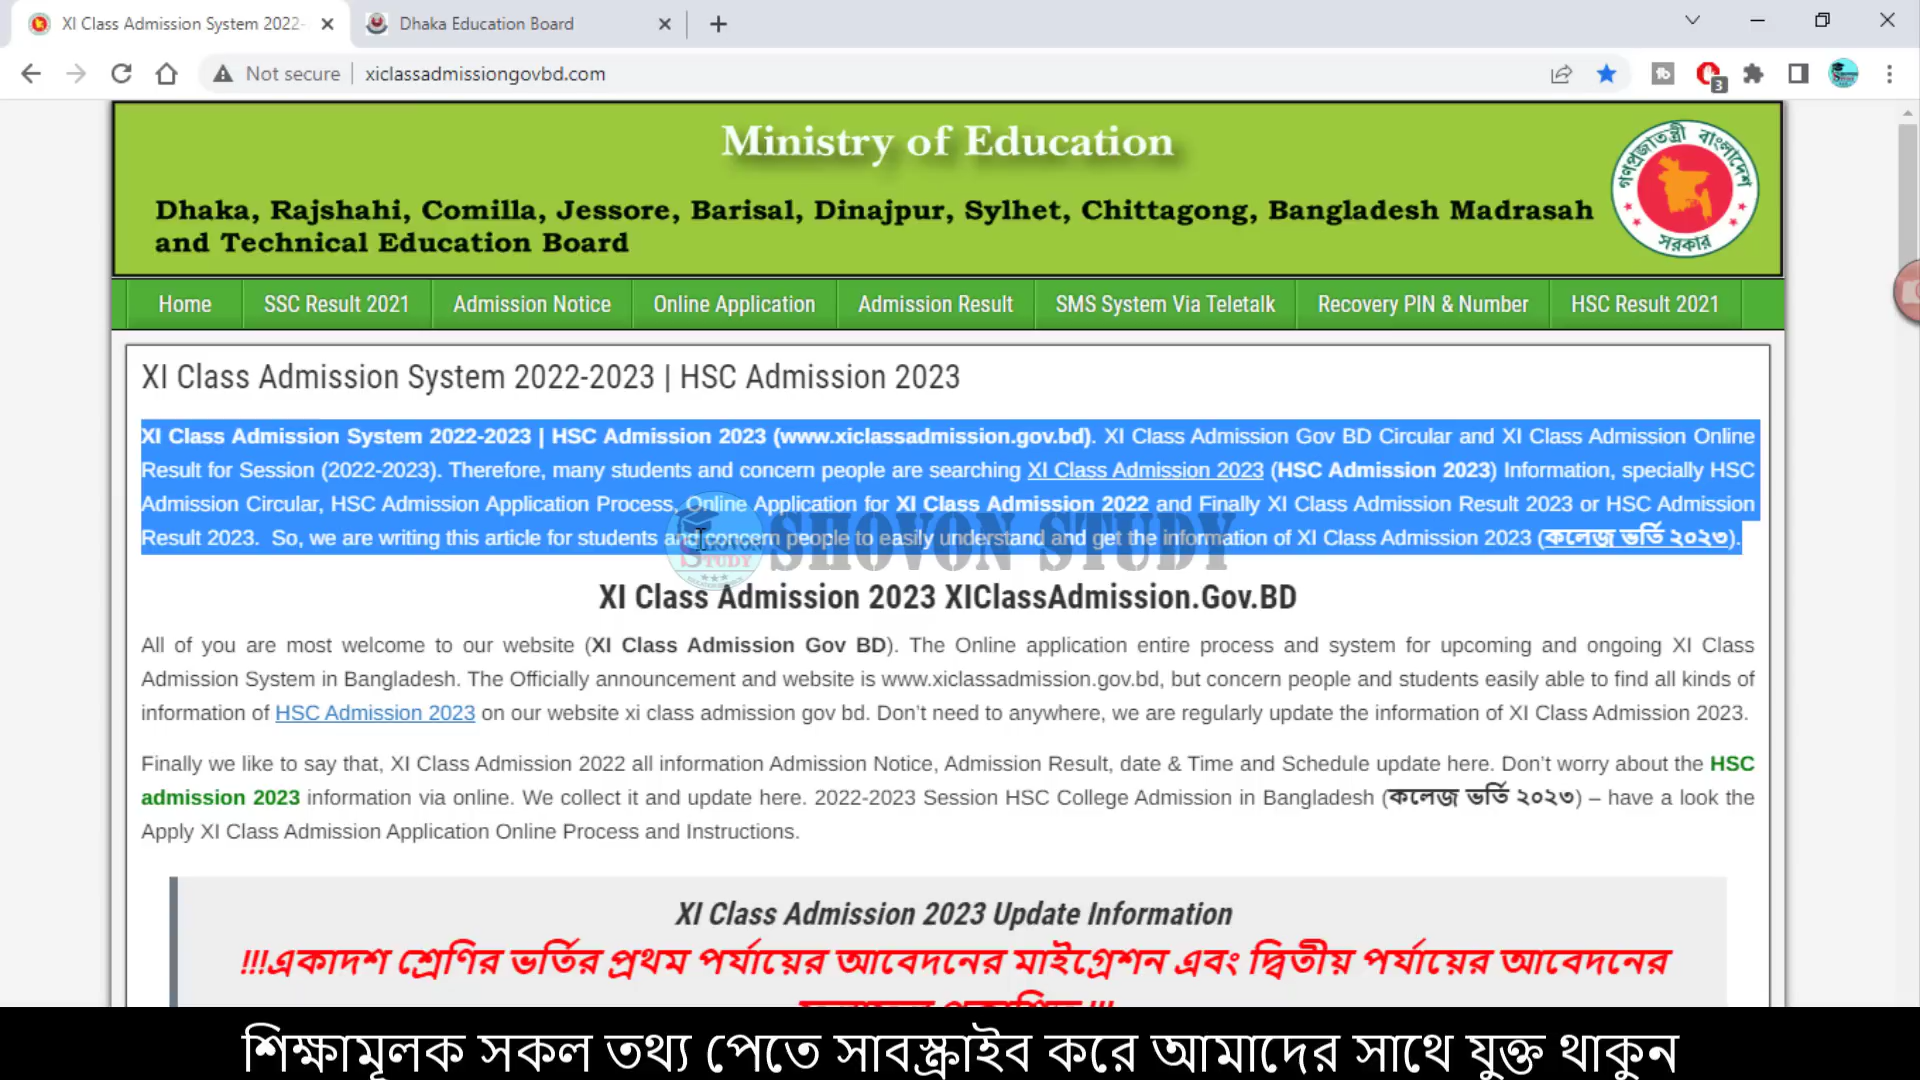 XI Class Admission System 2022-
Dhaka Education Board
Not secure
xiclassadmissiongovbd.com
3
Ministry of Education
Dhaka, Rajshahi, Comilla, Jessore, Barisal, Dinajpur, Sylhet, Chittagong, Bangladesh Madrasah
and Technical Education Board
গণপ্রজাতন্ত্রী বাংলাদেশ
সরকার
Home
SSC Result 2021
Admission Notice
Online Application
Admission Result
SMS System Via Teletalk
Recovery PIN & Number
HSC Result 2021
XI Class Admission System 2022-2023 | HSC Admission 2023
XI Class Admission System 2022-2023 | HSC Admission 2023 (www.xiclassadmission.gov.bd). XI Class Admission Gov BD Circular and XI Class Admission Online
Result for Session (2022-2023). Therefore, many students and concern people are searching XI Class Admission 2023 (HSC Admission 2023) Information, specially HSC
Admission Circular, HSC Admission Application Process, Online Application for XI Class Admission 2022 and Finally XI Class Admission Result 2023 or HSC Admission
Result 2023. So, we are writing this article for students and concern people to easily understand and get the information of XI Class Admission 2023 (কলেজ ভর্তি ২০২৩).
SHOVON STUDY
SHOVON
STUDY
XI Class Admission 2023 XIClassAdmission.Gov.BD
All of you are most welcome to our website (XI Class Admission Gov BD). The Online application entire process and system for upcoming and ongoing XI Class
Admission System in Bangladesh. The Officially announcement and website is www.xiclassadmission.gov.bd, but concern people and students easily able to find all kinds of
information of HSC Admission 2023 on our website xi class admission gov bd. Don’t need to anywhere, we are regularly update the information of XI Class Admission 2023.
Finally we like to say that, XI Class Admission 2022 all information Admission Notice, Admission Result, date & Time and Schedule update here. Don’t worry about the HSC
admission 2023 information via online. We collect it and update here. 2022-2023 Session HSC College Admission in Bangladesh (কলেজ ভর্তি ২০২৩) – have a look the
Apply XI Class Admission Application Online Process and Instructions.
XI Class Admission 2023 Update Information
!!!একাদশ শ্রেণির ভর্তির প্রথম পর্যায়ের আবেদনের মাইগ্রেশন এবং দ্বিতীয় পর্যায়ের আবেদনের
শিক্ষামূলক সকল তথ্য পেতে সাবস্ক্রাইব করে আমাদের সাথে যুক্ত থাকুন